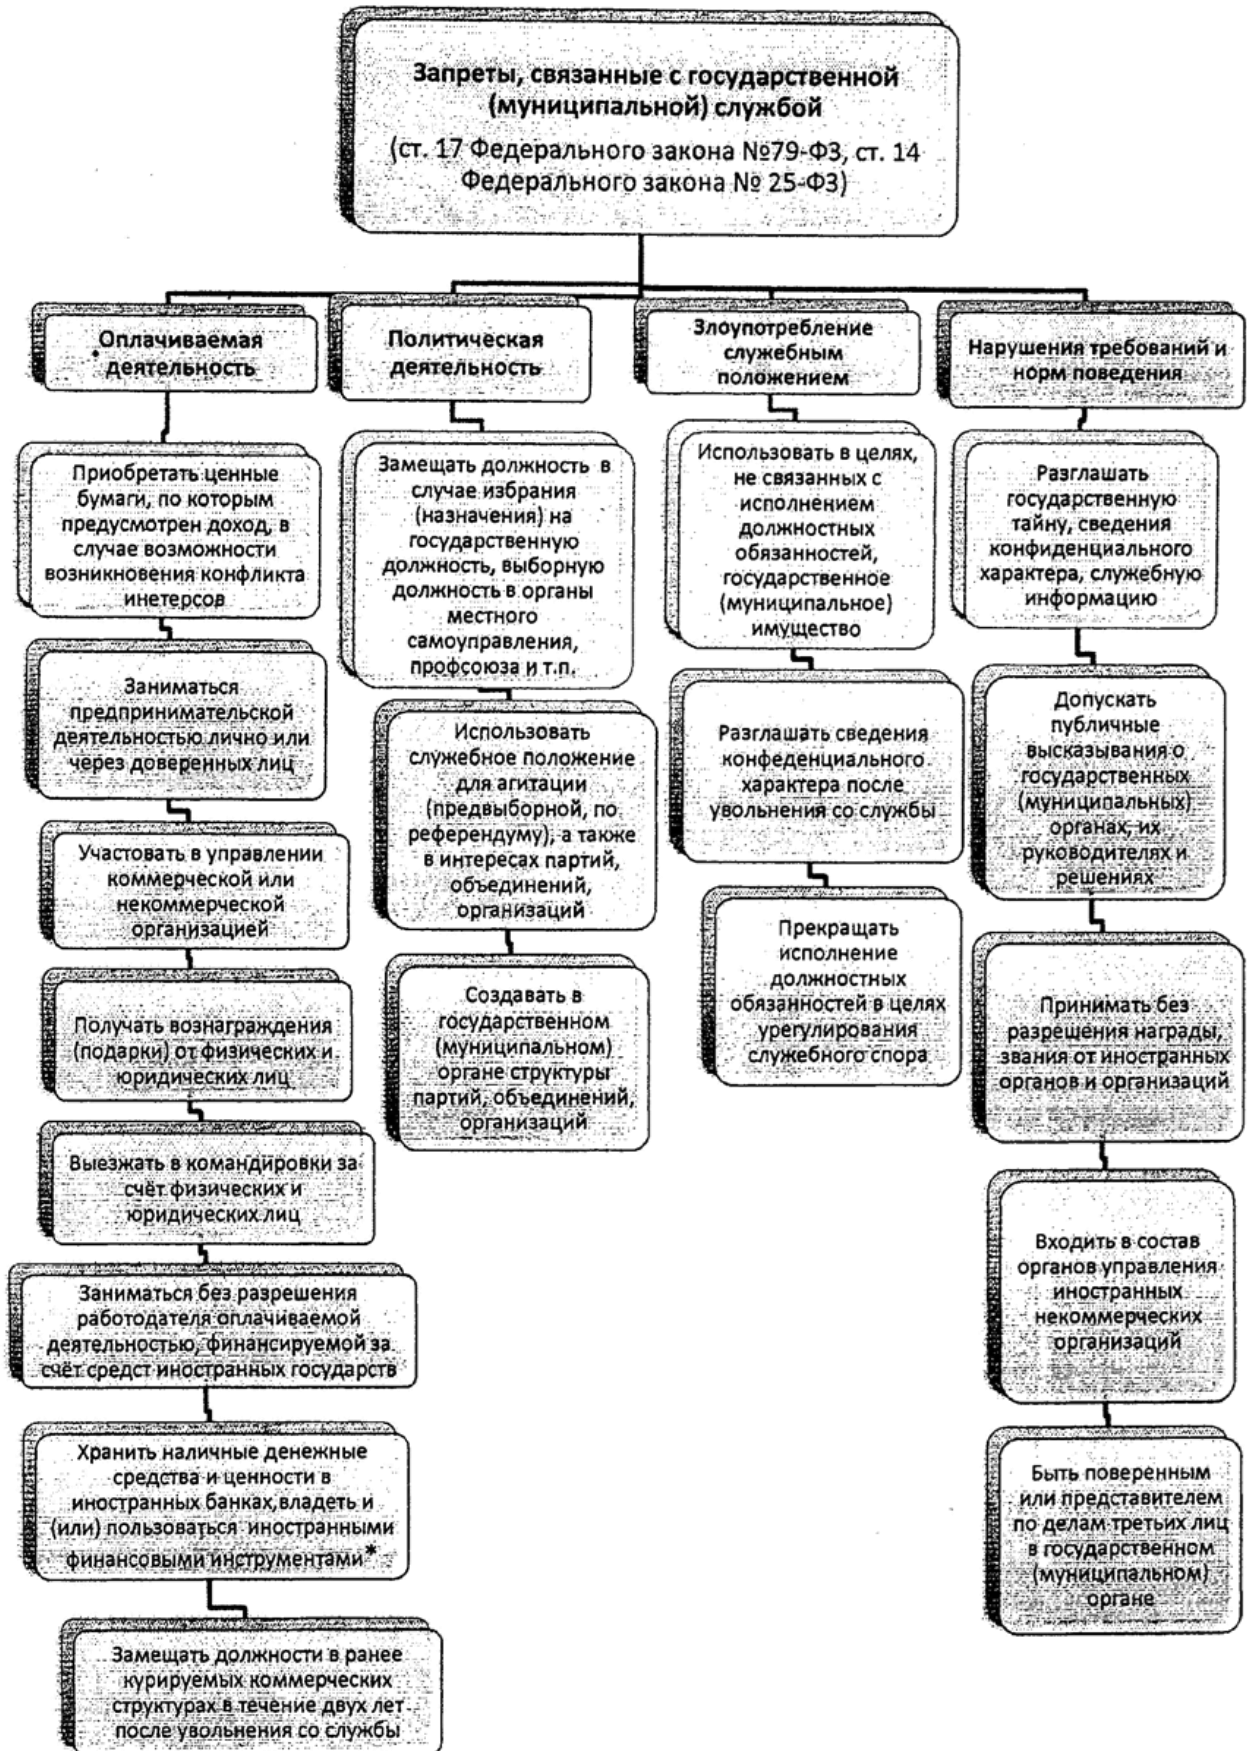 Запреты, связанные с государственной
(муниципальной) службой
(ст. 17 Федерального закона №79-ФЗ, ст. 14
Федерального закона № 25-ФЗ)
Оплачиваемая
деятельность
Приобретать ценные
бумаги, по которым
предусмотрен доход, в
случае возможности
возникновения конфликта
инетерсов
Заниматься
предпринимательской
деятельностью лично или
через доверенных лиц
Участовать в управлении
коммерческой или
некоммерческой
организацией
Получать вознаграждения
(подарки) от физических и
юридических лиц
Выезжать в командировки за
счёт физических и
юридических лиц
Заниматься без разрешения
работодателя оплачиваемой
деятельностью, финансируемой за
счёт средст иностранных государств
Хранить наличные денежные
средства и ценности в
иностранных банках, владеть и
(или) пользоваться иностранными
финансовыми инструментами*
Замещать должности в ранее
курируемых коммерческих
структурах в течение двух лет
после увольнения со службы
Политическая
деятельность
Замещать должность в
случае избрания
(назначения) на
государственную
должность, выборную
должность в органы
местного
самоуправления,
профсоюза и т.п.
Использовать
служебное положение
для агитации
(предвыборной, по
референдуму), а также
в интересах партий,
объединений,
организаций
Создавать в
государственном
(муниципальном)
органе структуры
партий, объединений,
организаций
Злоупотребление
служебным
положением
Использовать в целях,
не связанных с
исполнением
должностных
обязанностей,
государственное
(муниципальное)
имущество
Разглашать сведения
конфеденциального
характера после
увольнения со службы
Прекращать
исполнение
должностных
обязанностей в целях
урегулирования
служебного спора
Нарушения требований и
норм поведения
Разглашать
государственную
тайну, сведения
конфиденциального
характера, служебную
информацию
Допускать
публичные
высказывания о
государственных
(муниципальных)
органах, их
руководителях и
решениях
Принимать без
разрешения награды,
звания от иностранных
органов и организаций
Входить в состав
органов управления
иностранных
некоммерческих
организаций
Быть поверенным
или представителем
по делам третьих лиц
в государственном
(муниципальном)
органе